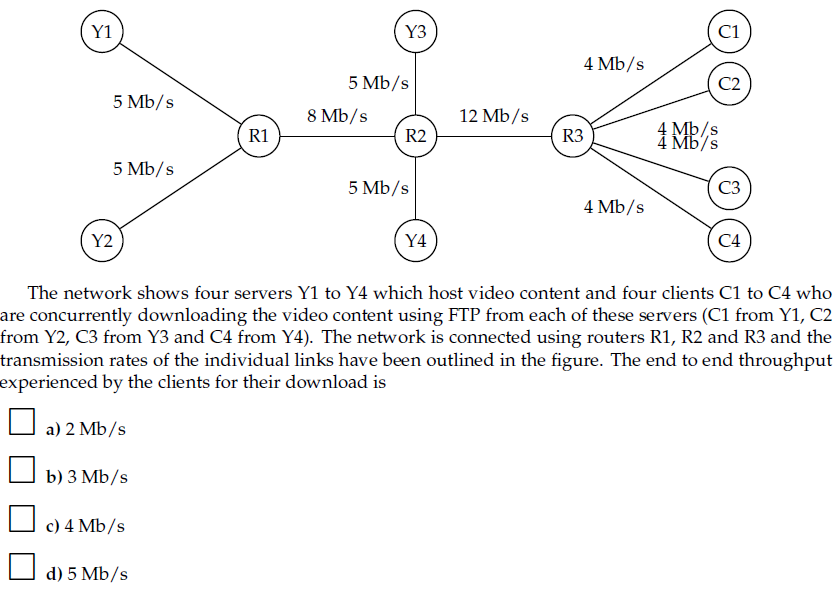 Y1
Y3
C1
4 Mb/s
C2
5 Mb/s
5 Mb/s
8 Mb/s
12 Mb/s
R1
R2
R3
4 Mb/s
4 Mb/s
5 Mb/s
5 Mb/s
C3
4 Mb/s
Y2
Y4
C4
The network shows four servers Y1 to Y4 which host video content and four clients C1 to C4 who
are concurrently downloading the video content using FTP from each of these servers (C1 from Y1, C2
from Y2, C3 from Y3 and C4 from Y4). The network is connected using routers R1, R2 and R3 and the
transmission rates of the individual links have been outlined in the figure. The end to end throughput
experienced by the clients for their download is
a) 2 Mb/s
b) 3 Mb/s
c) 4 Mb/s
d) 5 Mb/s